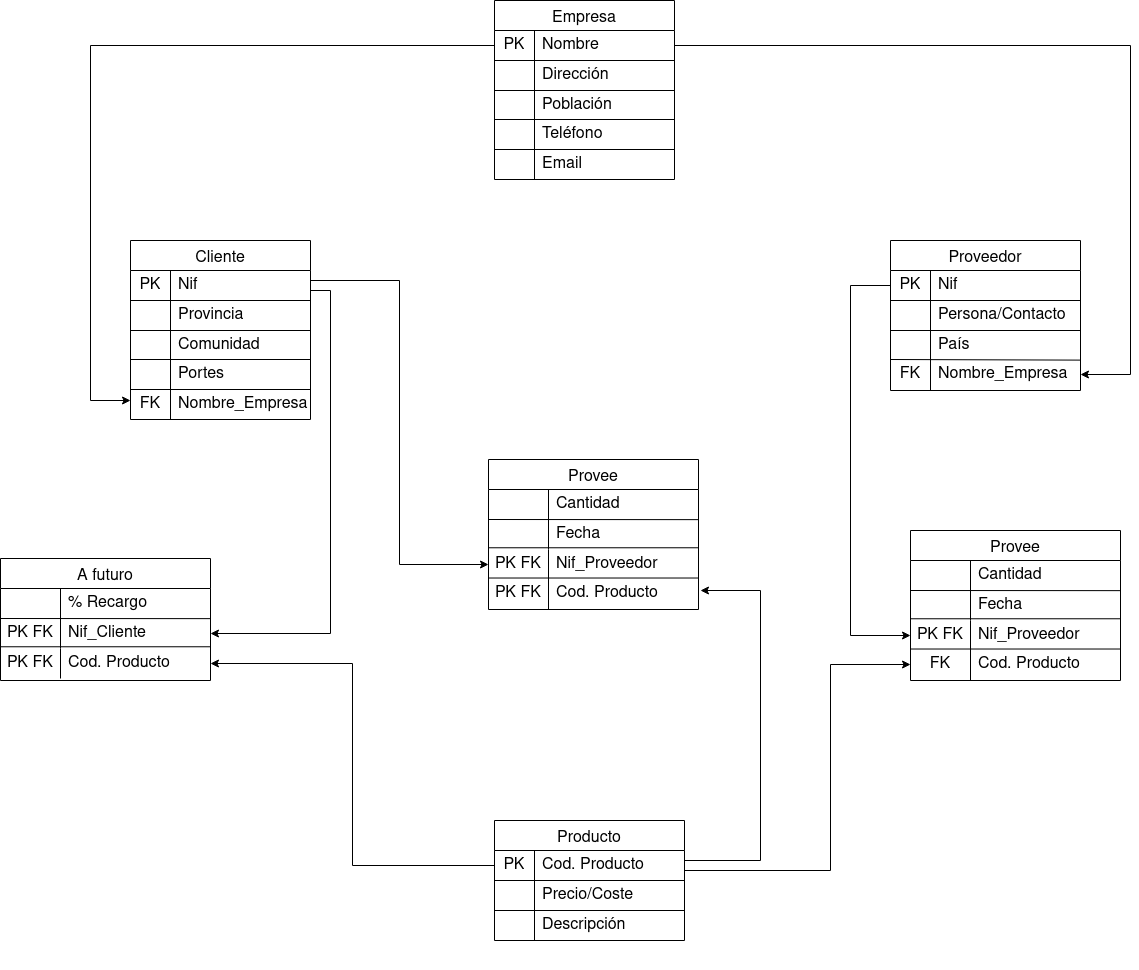 Empresa
PK Nombre
Dirección
Población
Teléfono
Email
Cliente
PK Nif
Provincia
Comunidad
Portes
FK Nombre_Empresa
Proveedor
PK Nif
Persona/Contacto
País
FK Nombre_Empresa
Provee
Cantidad
Fecha
PK FK Nif_Proveedor
PK FK Cod. Producto
Provee
Cantidad
Fecha
PK FK Nif_Proveedor
FK Cod. Producto
A futuro
% Recargo
PK FK Nif_Cliente
PK FK Cod. Producto
Producto
PK Cod. Producto
Precio/Coste
Descripción